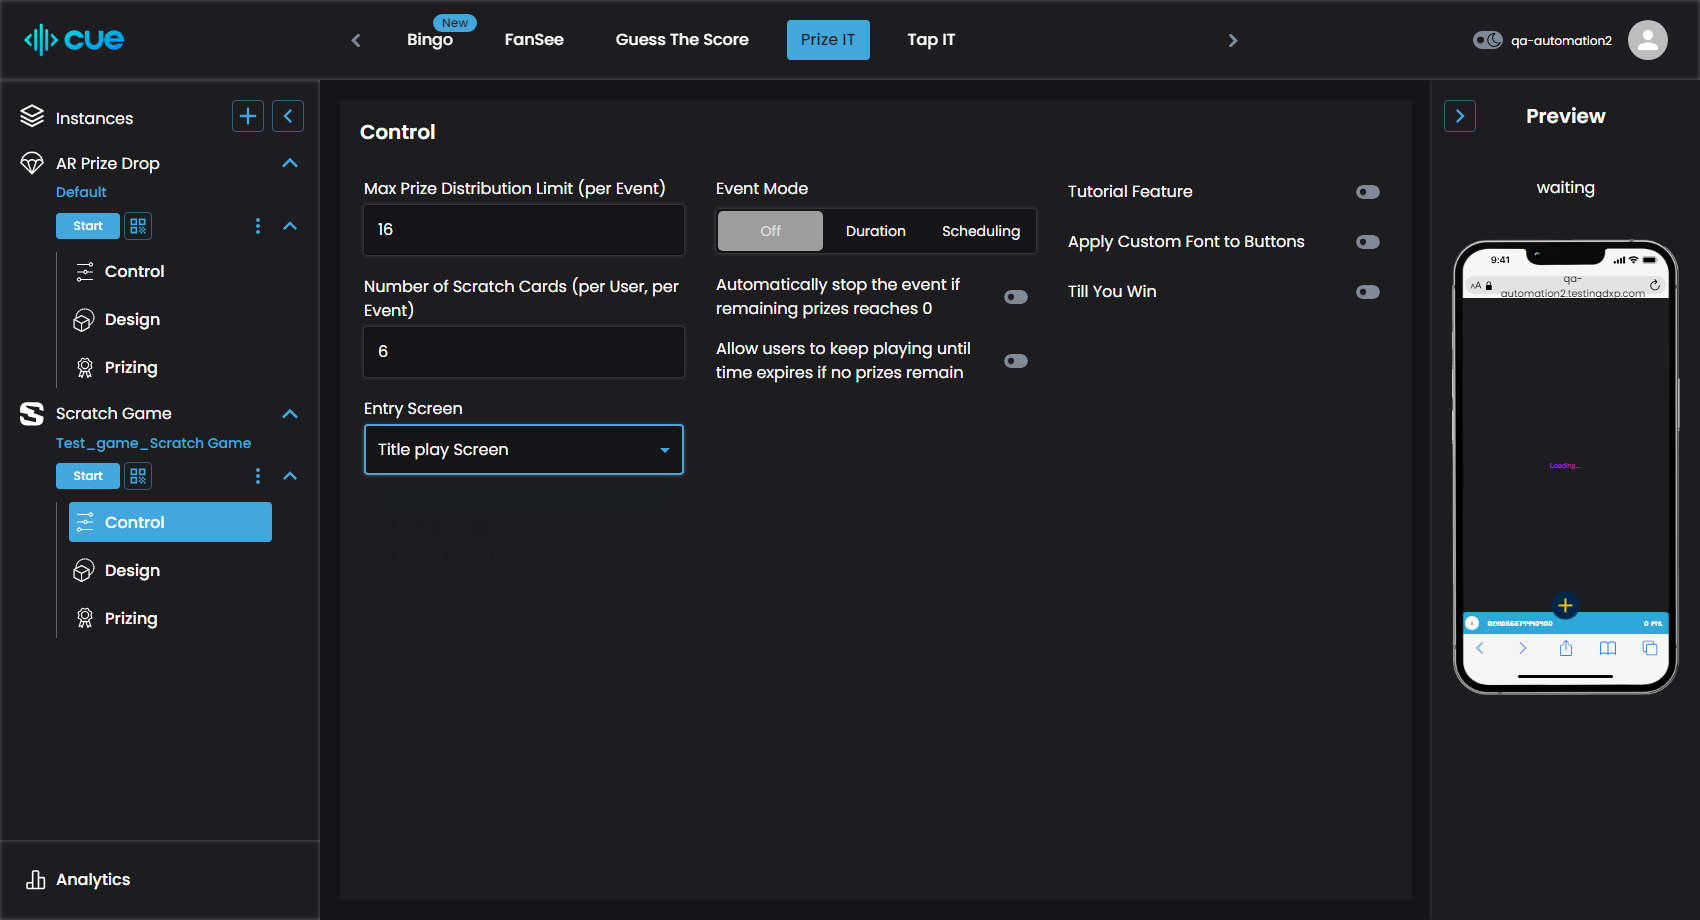 cue
New
Bingo
FanSee
Guess The Score
Prize IT
Tap IT
qa-automation2
Instances
AR Prize Drop
Default
Start
Control
Design
Prizing
Scratch Game
Test_game_Scratch Game
Start
Control
Design
Prizing
Analytics
Control
Max Prize Distribution Limit (per Event)
16
Number of Scratch Cards (per User, per
Event)
6
Entry Screen
Title play Screen
Event Mode
Off
Duration
Scheduling
Automatically stop the event if
remaining prizes reaches 0
Allow users to keep playing until
time expires if no prizes remain
Tutorial Feature
Apply Custom Font to Buttons
Till You Win
Preview
waiting
9:41
AA
qa-
automation2.testingdxp.com
Loading...
0 PTS.